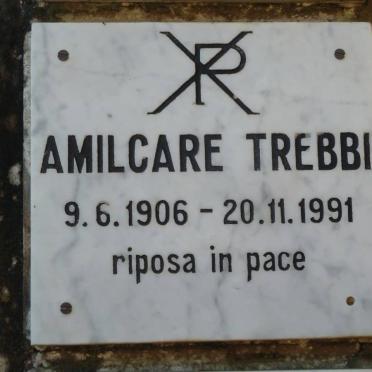 AMILCARE TREBBI
9.6.1906 - 20.11.1991
riposa in pace